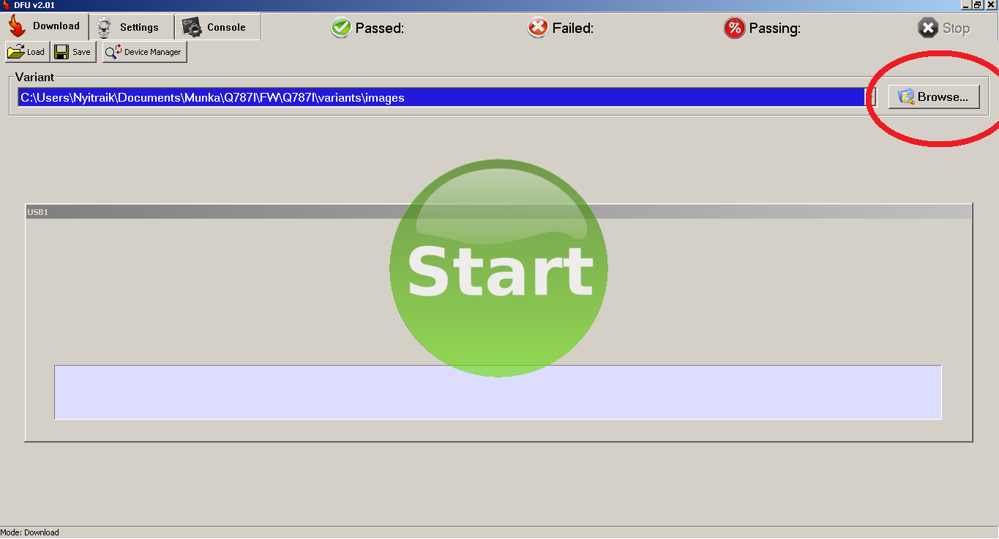 DFU v2.01
Download Settings Console Passed: Failed: Passing: Stop
Load Save Device Manager
Variant
C:\Users\Nyitraik\Documents\Munka\Q787I\FW\Q787I\variants\images Browse...
USB1
Start
Mode: Download